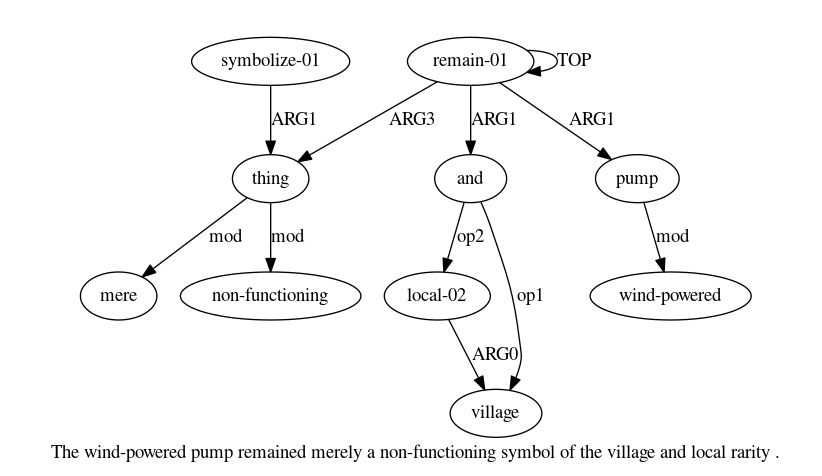 symbolize-01 remain-01 TOP
ARG1 ARG3 ARG1 ARG1
thing and pump
mod mod op2 mod
mere non-functioning local-02 op1 wind-powered
ARG0
village
The wind-powered pump remained merely a non-functioning symbol of the village and local rarity .